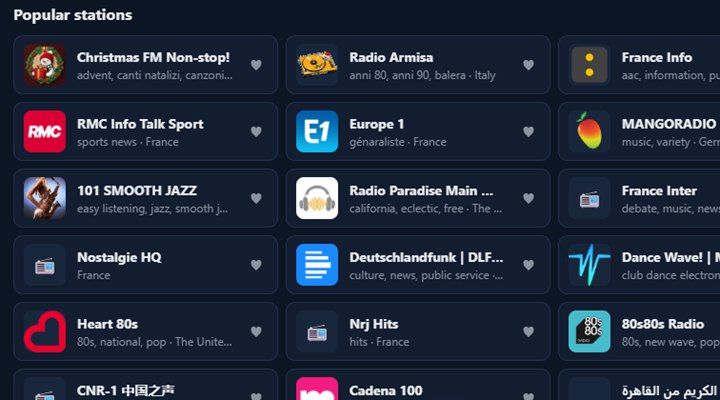 Popular stations
Christmas FM Non-stop!
advent, canti natalizi, canzoni...
Radio Armisa
anni 80, anni 90, balera · Italy
France Info
aac, information, pu
RMC
RMC Info Talk Sport
sports news · France
E1
Europe 1
génaraliste · France
MANGORADIO
music, variety · Ger
101 SMOOTH JAZZ
easy listening, jazz, smooth j...
Radio Paradise Main ...
california, eclectic, free · The ...
France Inter
debate, music, news
Nostalgie HQ
France
Deutschlandfunk | DLF...
culture, news, public service ·...
Dance Wave! |
club dance electron
Heart 80s
80s, national, pop · The Unite...
Nrj Hits
hits · France
80s
80s
RADIO
80s80s Radio
80s, new wave, pop
CNR-1 中国之声
Cadena 100
الكريم من القاهرة